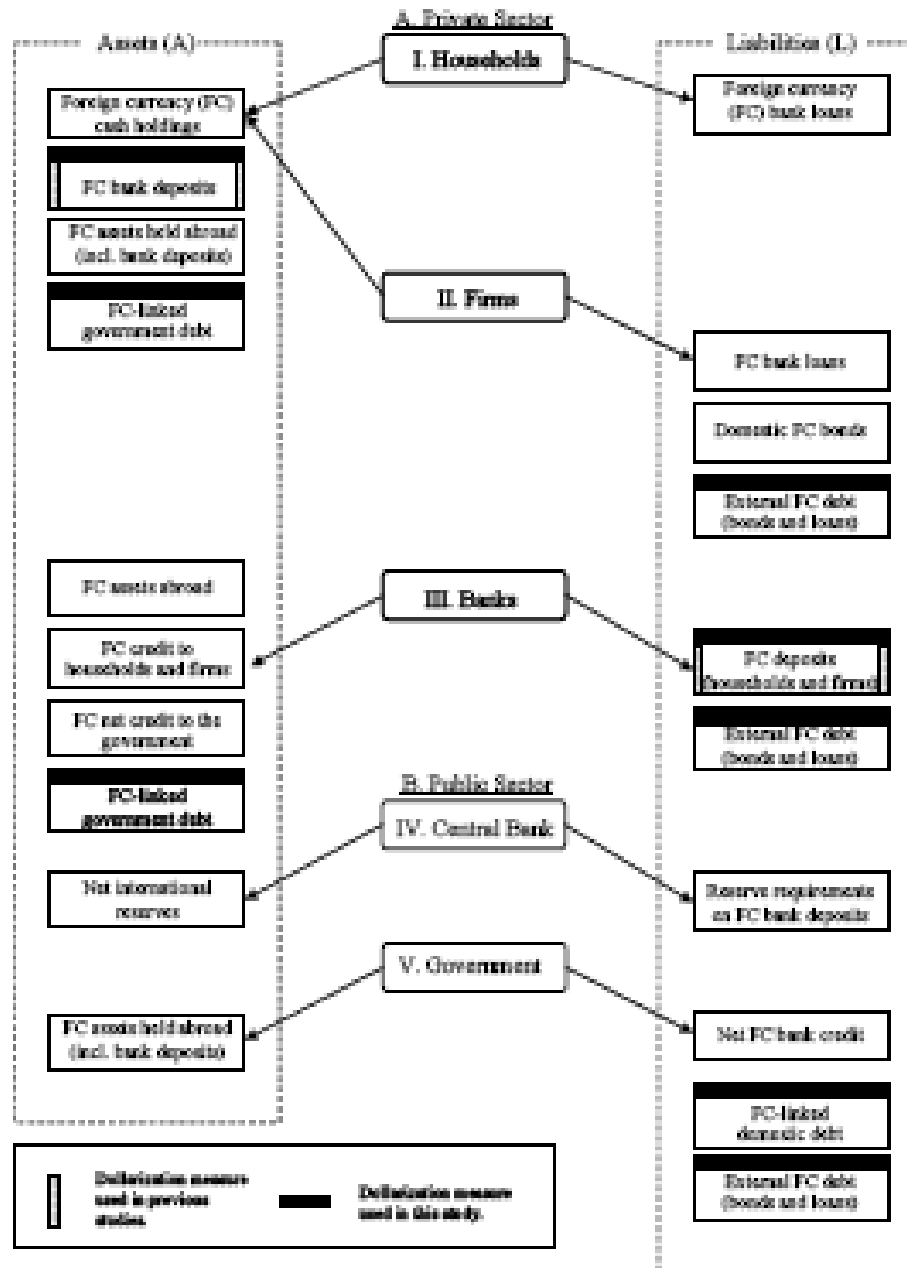 A. Private Sector
Assets (A)
I. Households
Liabilities (L)
Foreign currency (FC)
cash holdings
Foreign currency
(FC) bank loans
FC bank deposits
FC assets held abroad
(incl. bank deposits)
FC-linked
government debt
II. Firms
FC bank loans
Domestic FC bonds
External FC debt
(bonds and loans)
FC assets abroad
III. Banks
FC credit to
households and firms
FC deposits
(households and firms)
FC net credit to the
government
External FC debt
(bonds and loans)
FC-linked
government debt
B. Public Sector
IV. Central Bank
Net international
reserves
Reserve requirements
on FC bank deposits
V. Government
FC assets held abroad
(incl. bank deposits)
Net FC bank credit
FC-linked
domestic debt
External FC debt
(bonds and loans)
Dollarization measure
used in previous
studies.
Dollarization measure
used in this study.